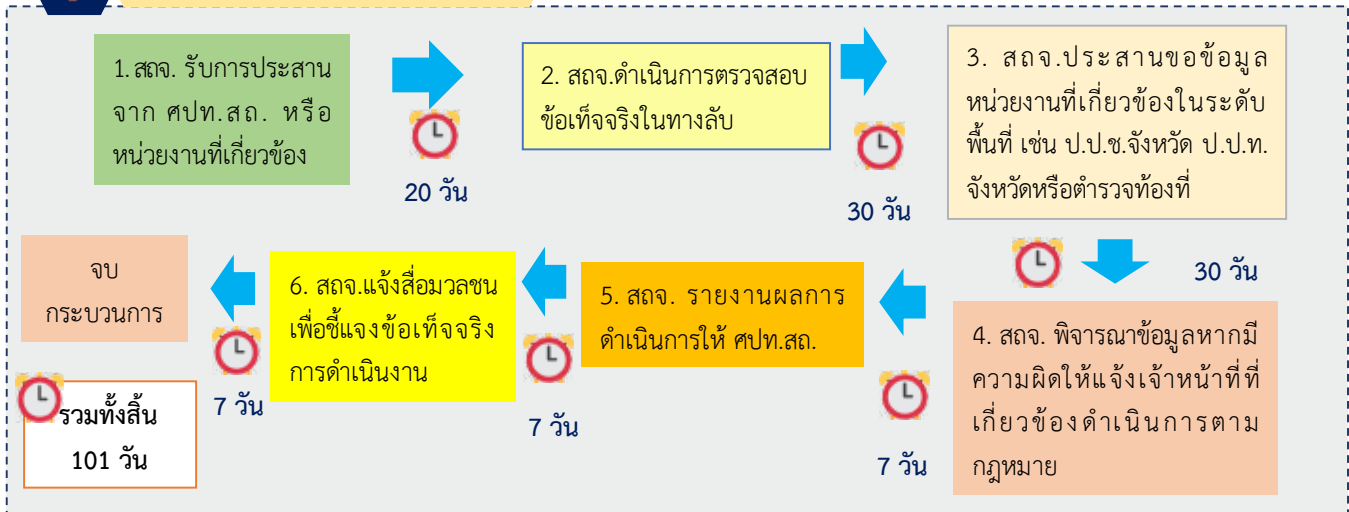 1. สถจ. รับการประสาน
จาก ศปท.สถ. หรือ
หน่วยงานที่เกี่ยวข้อง
20 วัน
2. สถจ.ดำเนินการตรวจสอบ
ข้อเท็จจริงในทางลับ
30 วัน
3. สถจ.ประสานขอข้อมูล
หน่วยงานที่เกี่ยวข้องในระดับ
พื้นที่ เช่น ป.ป.ช.จังหวัด ป.ป.ท.
จังหวัดหรือตำรวจท้องที่
30 วัน
4. สถจ. พิจารณาข้อมูลหากมี
ความผิดให้แจ้งเจ้าหน้าที่ที่
เกี่ยวข้องดำเนินการตาม
กฎหมาย
7 วัน
5. สถจ. รายงานผลการ
ดำเนินการให้ ศปท.สถ.
7 วัน
6. สถจ.แจ้งสื่อมวลชน
เพื่อชี้แจงข้อเท็จจริง
การดำเนินงาน
7 วัน
จบ
กระบวนการ
รวมทั้งสิ้น
101 วัน